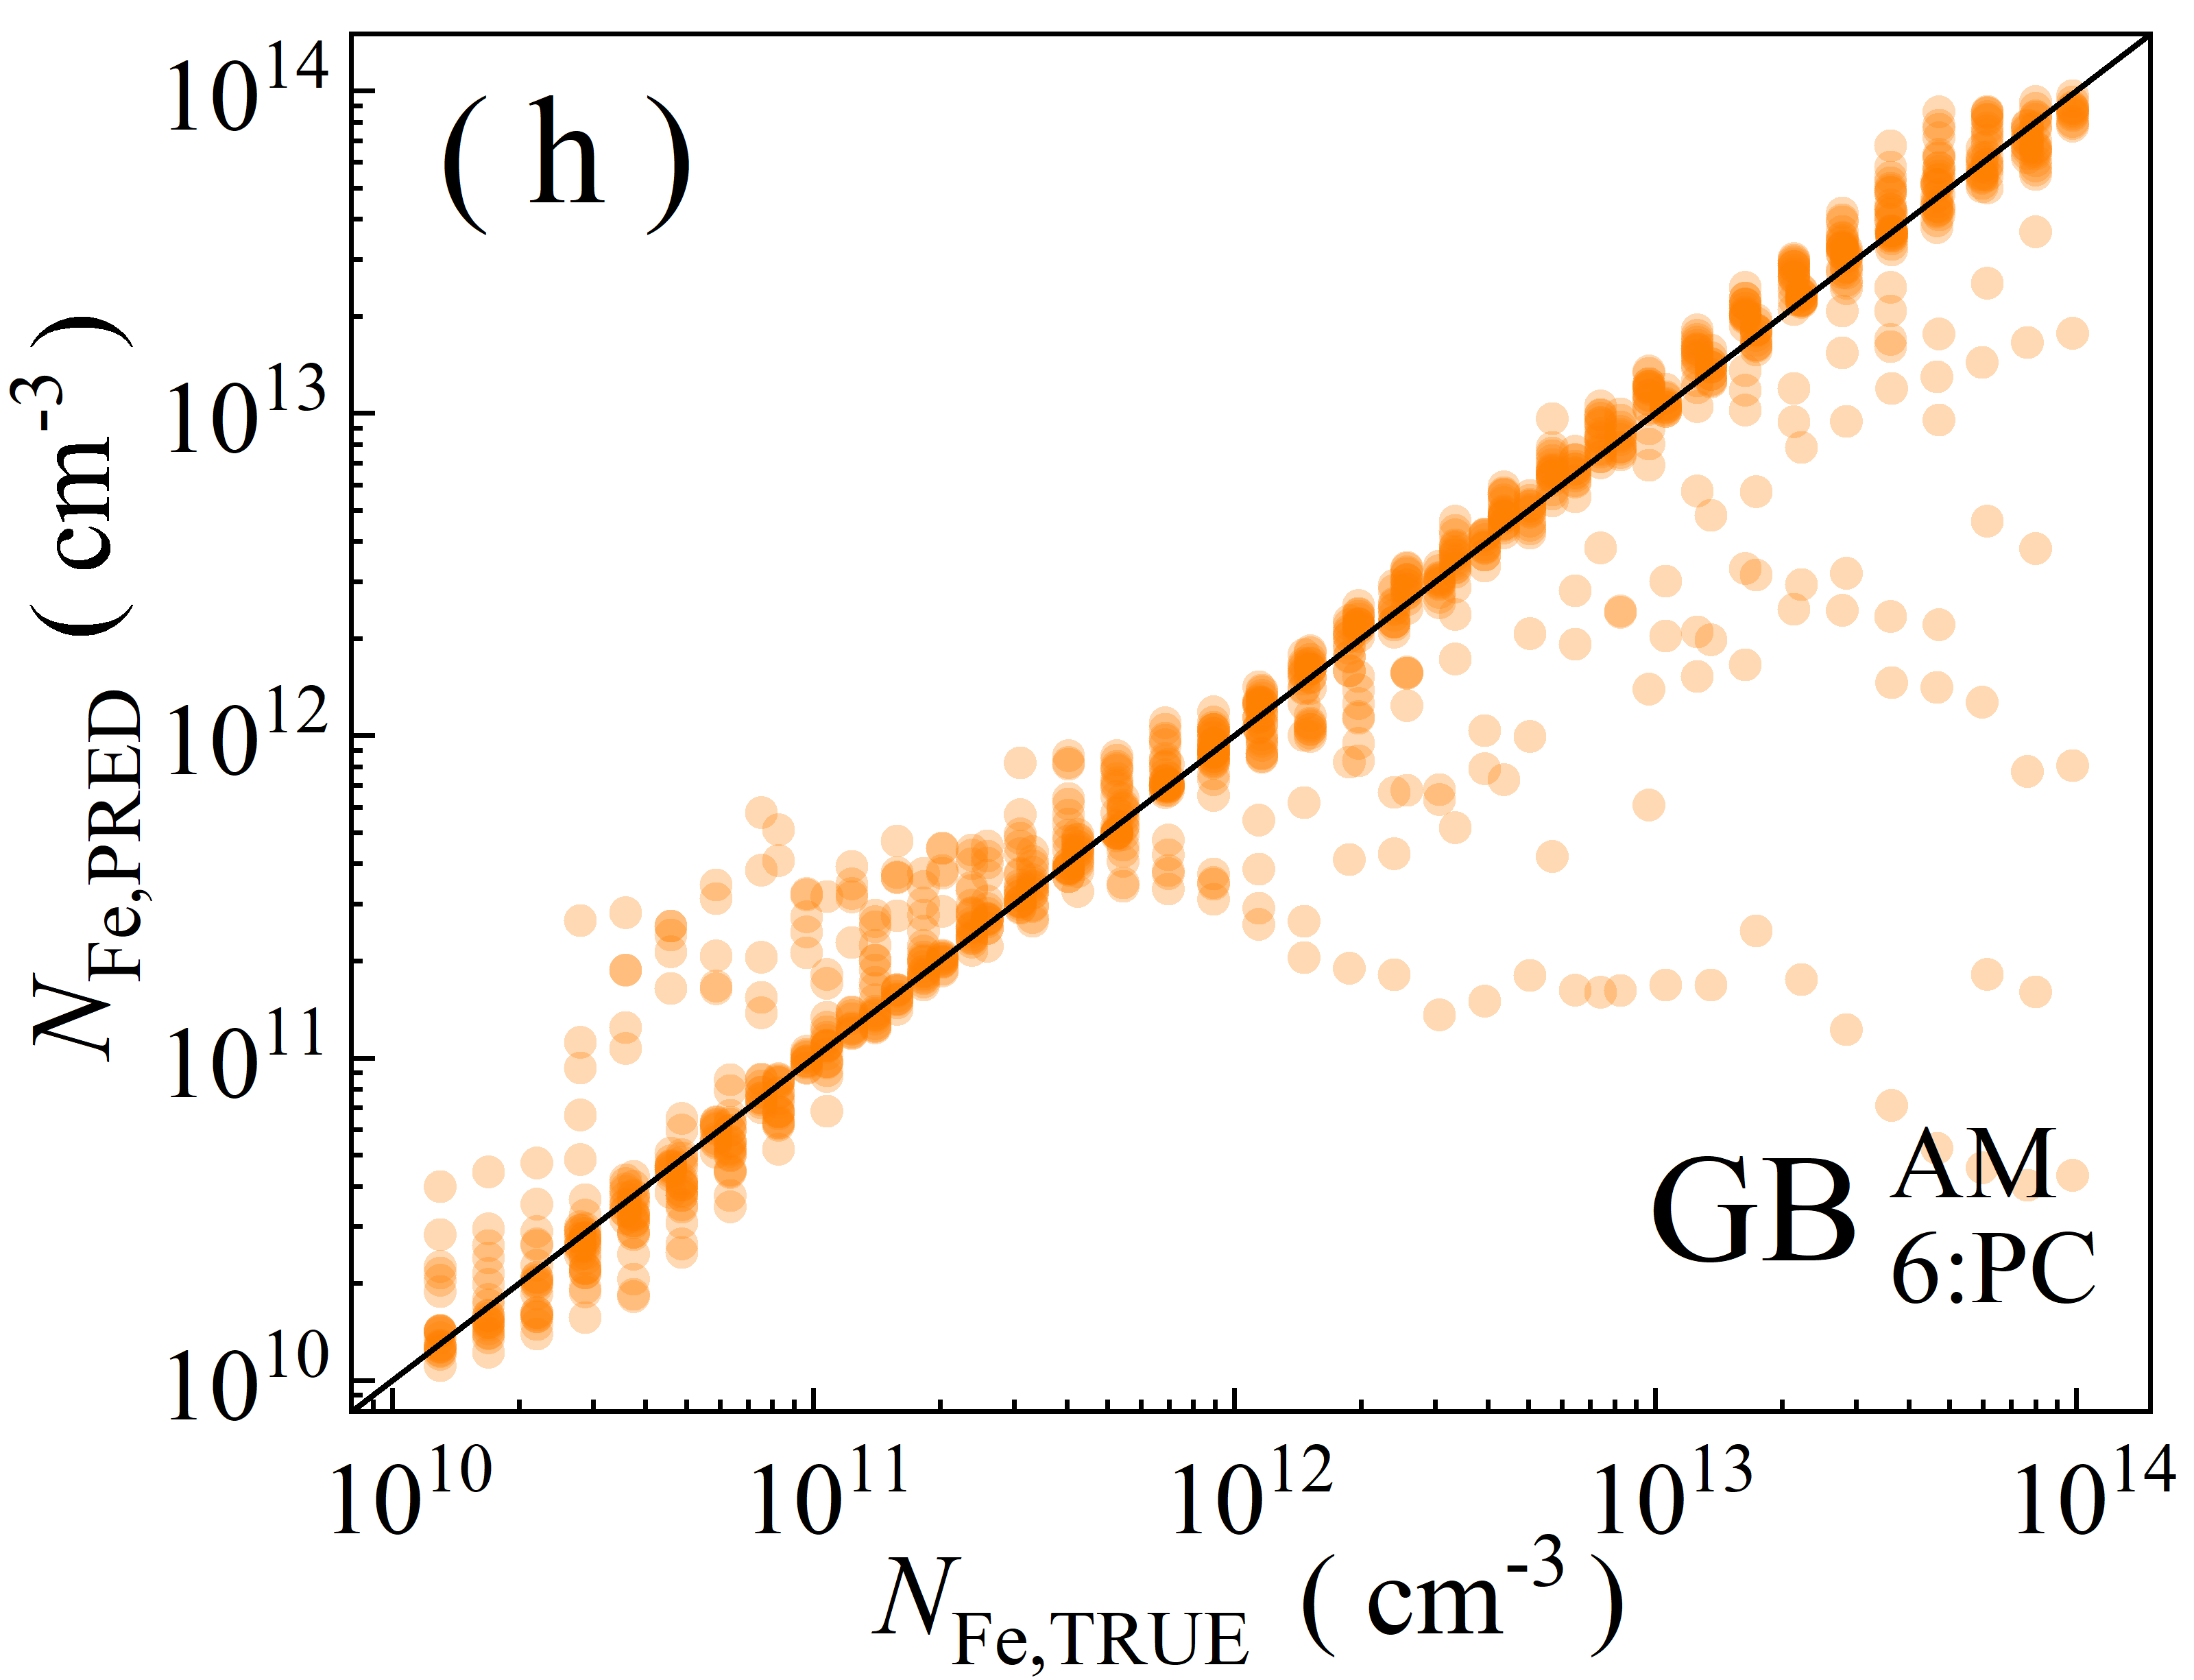 10^14
( h )
10^13
10^12
10^11
10^10
N_Fe,PRED ( cm^-3 )
GB AM
6:PC
10^10 10^11 10^12 10^13 10^14
N_Fe,TRUE ( cm^-3 )